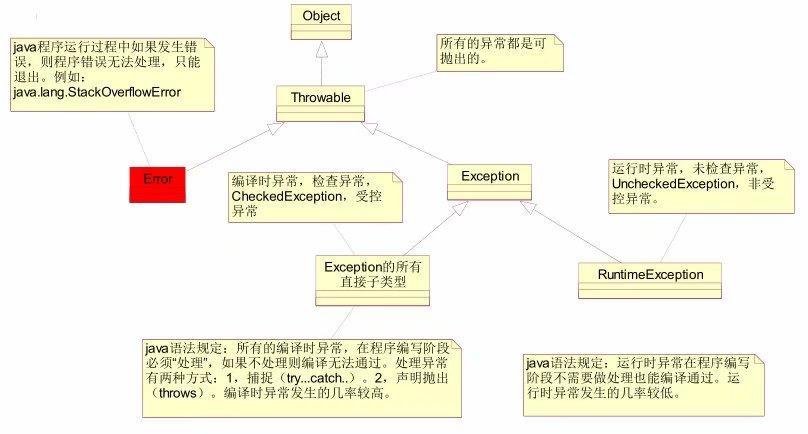 Object
java程序运行过程中如果发生错
误，则程序错误无法处理，只能
退出。例如：
java.lang.StackOverflowError
所有的异常都是可
抛出的。
Throwable
Error
编译时异常，检查异常，
CheckedException，受控
异常
Exception
运行时异常，未检查异常，
UncheckedException，非受
控异常。
Exception的所有
直接子类型
RuntimeException
java语法规定：所有的编译时异常，在程序编写阶段
必须“处理”，如果不处理则编译无法通过。处理异常
有两种方式：1，捕捉（try...catch..）。2，声明抛出
（throws）。编译时异常发生的几率较高。
java语法规定：运行时异常在程序编写
阶段不需要做处理也能编译通过。运
行时异常发生的几率较低。